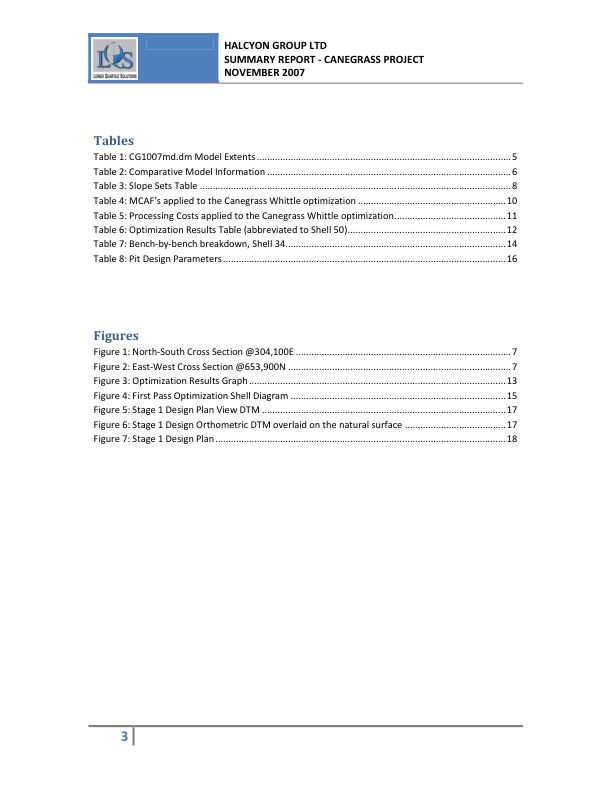 LQS
LOWER QUARTILE SOLUTIONS
HALCYON GROUP LTD
SUMMARY REPORT - CANEGRASS PROJECT
NOVEMBER 2007
Tables
Table 1: CG1007md.dm Model Extents ........ 5
Table 2: Comparative Model Information ........ 6
Table 3: Slope Sets Table ........ 8
Table 4: MCAF's applied to the Canegrass Whittle optimization ........ 10
Table 5: Processing Costs applied to the Canegrass Whittle optimization ........ 11
Table 6: Optimization Results Table (abbreviated to Shell 50) ........ 12
Table 7: Bench-by-bench breakdown, Shell 34 ........ 14
Table 8: Pit Design Parameters ........ 16
Figures
Figure 1: North-South Cross Section @304,100E ........ 7
Figure 2: East-West Cross Section @653,900N ........ 7
Figure 3: Optimization Results Graph ........ 13
Figure 4: First Pass Optimization Shell Diagram ........ 15
Figure 5: Stage 1 Design Plan View DTM ........ 17
Figure 6: Stage 1 Design Orthometric DTM overlaid on the natural surface ........ 17
Figure 7: Stage 1 Design Plan ........ 18
3